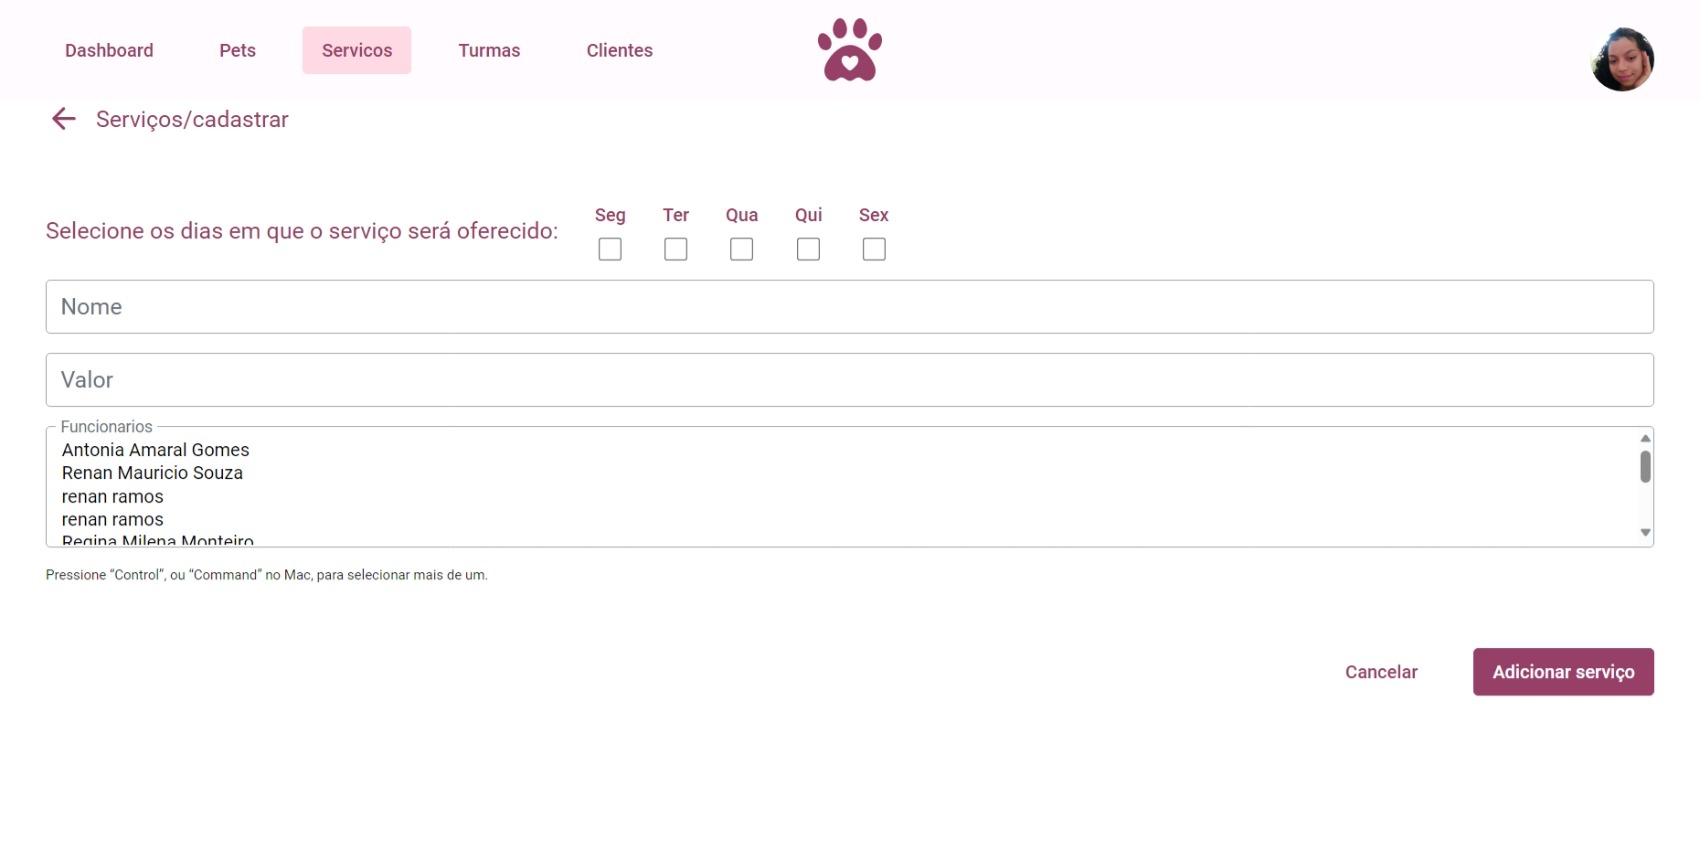 Dashboard Pets Servicos Turmas Clientes
Serviços/cadastrar
Seg Ter Qua Qui Sex
Selecione os dias em que o serviço será oferecido:
Nome
Valor
Funcionarios
Antonia Amaral Gomes
Renan Mauricio Souza
renan ramos
renan ramos
Regina Milena Monteiro
Pressione “Control”, ou “Command” no Mac, para selecionar mais de um.
Cancelar Adicionar serviço